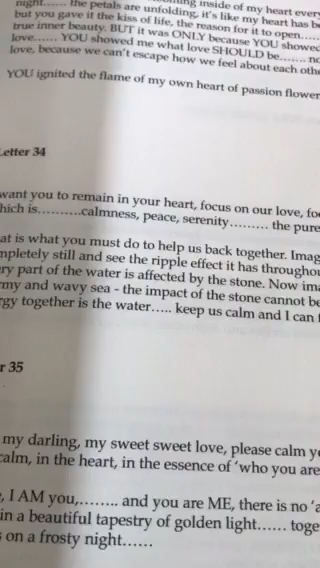 night...... the petals are unfolding, it's like my heart has b
but you gave it the kiss of life, the reason for it to open.....
true inner beauty. BUT it was ONLY because YOU showed
love...... YOU showed me what love SHOULD be....... no
love, because we can't escape how we feel about each othe
YOU ignited the flame of my own heart of passion flower
Letter 34
want you to remain in your heart, focus on our love, fo
hich is..........calmness, peace, serenity......... the pure
at is what you must do to help us back together. Imag
mpletely still and see the ripple effect it has throughou
ry part of the water is affected by the stone. Now ima
rmy and wavy sea - the impact of the stone cannot be
rgy together is the water..... keep us calm and I can f
r 35
my darling, my sweet sweet love, please calm y
calm, in the heart, in the essence of 'who you are
, I AM you,........ and you are ME, there is no 'a
in a beautiful tapestry of golden light...... toge
on a frosty night......